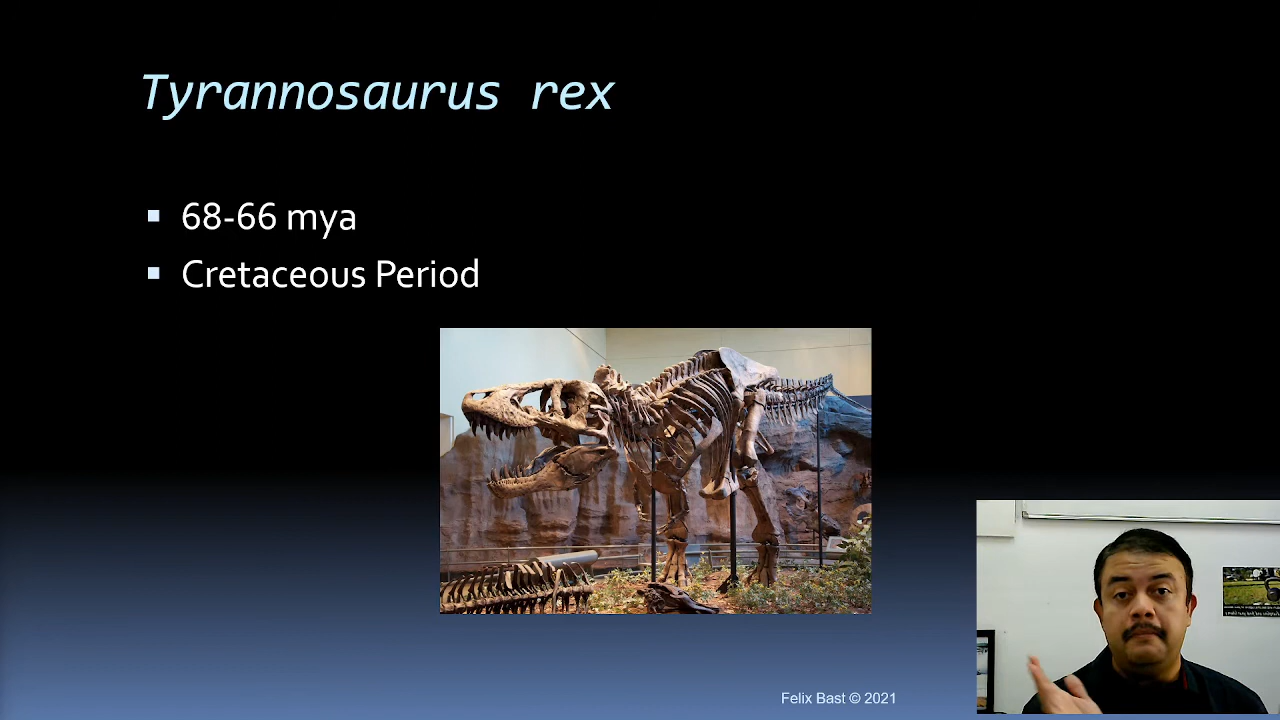 Tyrannosaurus rex
68-66 mya
Cretaceous Period
Felix Bast © 2021